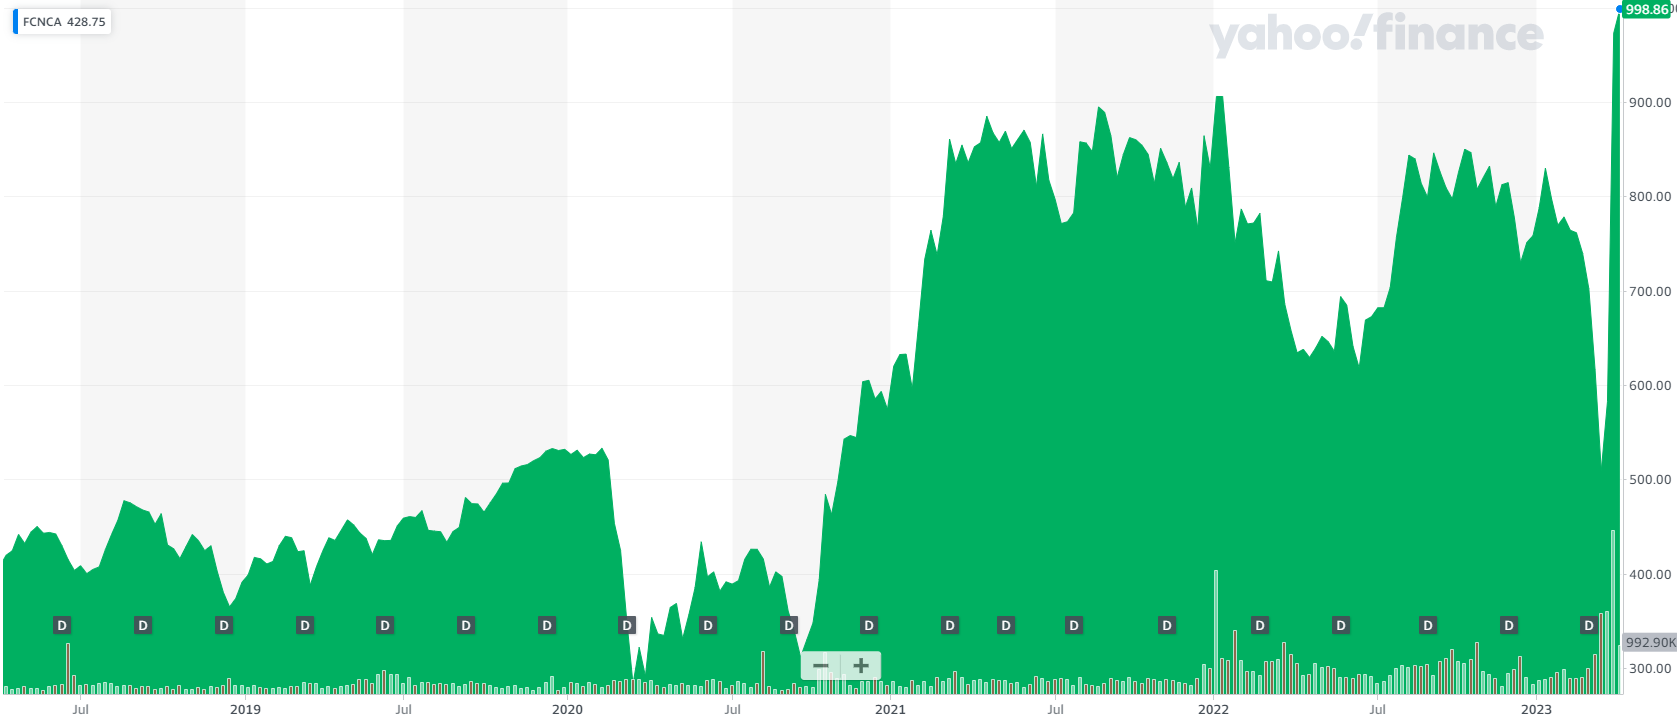 FCNCA 428.75
yahoo!finance
998.86
900.00
800.00
700.00
600.00
500.00
400.00
D D D D D D D D D D D D D D D D D D D D
992.90K
300.00
Jul 2019 Jul 2020 Jul 2021 Jul 2022 Jul 2023